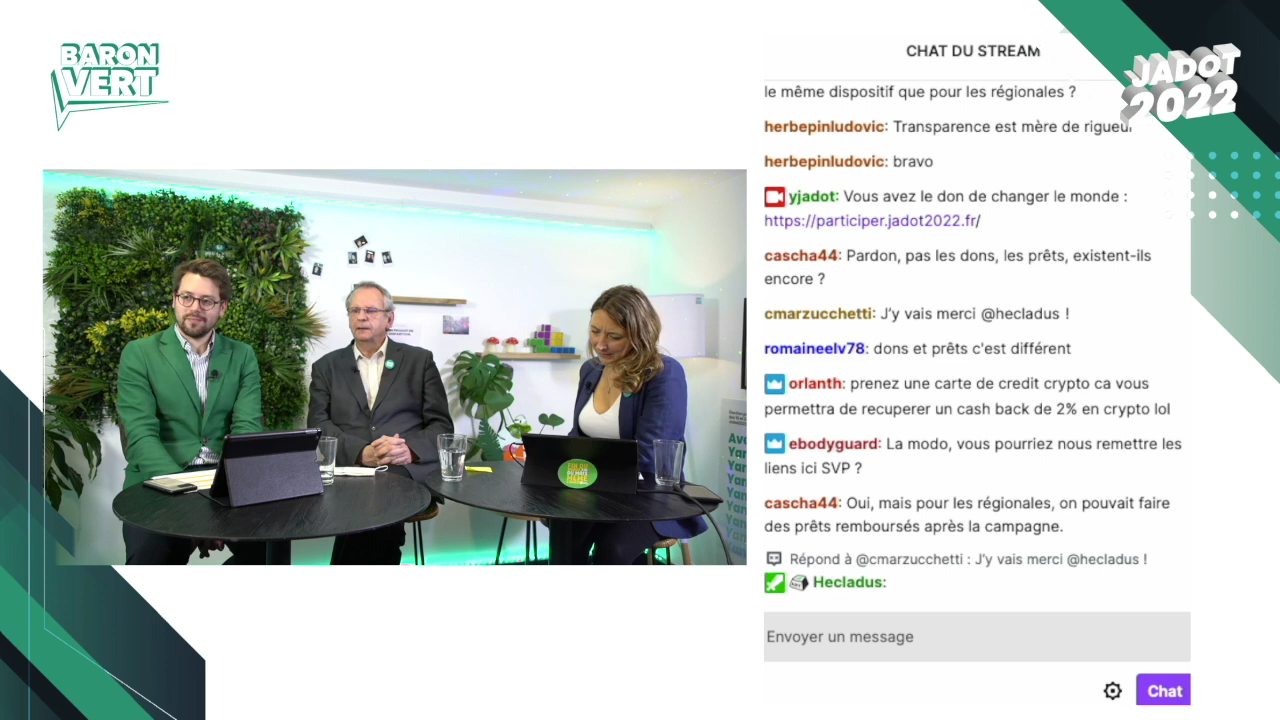 BARON
VERT
JADOT
2022
CHAT DU STREAM
le même dispositif que pour les régionales ?
herbepinludovic: Transparence est mère de rigueur
herbepinludovic: bravo
yjadot: Vous avez le don de changer le monde :
https://participer.jadot2022.fr/
cascha44: Pardon, pas les dons, les prêts, existent-ils
encore ?
cmarzucchetti: J'y vais merci @hecladus !
romaineelv78: dons et prêts c'est différent
orlanth: prenez une carte de credit crypto ca vous
permettra de recuperer un cash back de 2% en crypto lol
ebodyguard: La modo, vous pourriez nous remettre les
liens ici SVP ?
cascha44: Oui, mais pour les régionales, on pouvait faire
des prêts remboursés après la campagne.
Répond à @cmarzucchetti : J'y vais merci @hecladus !
Hecladus:
Envoyer un message
Chat